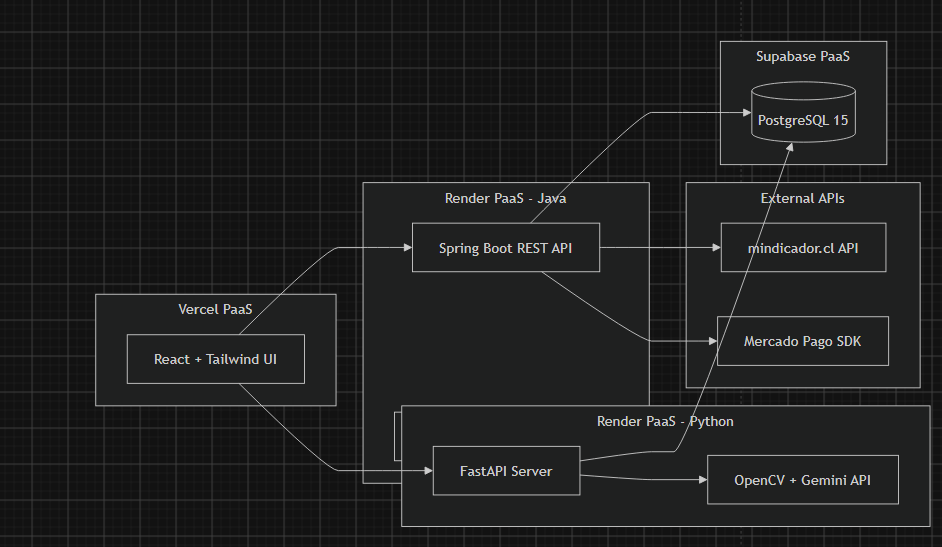 Supabase PaaS
PostgreSQL 15
Render PaaS - Java
Spring Boot REST API
External APIs
mindicador.cl API
Mercado Pago SDK
Vercel PaaS
React + Tailwind UI
Render PaaS - Python
FastAPI Server
OpenCV + Gemini API